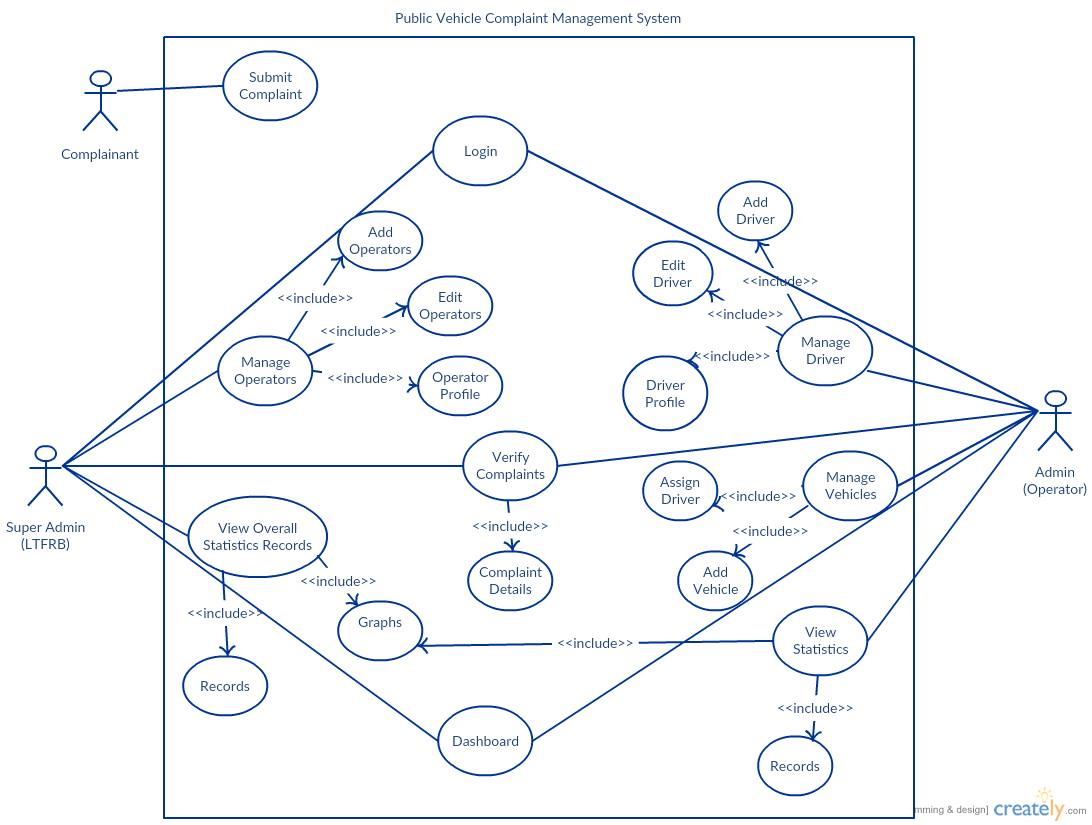 Public Vehicle Complaint Management System
Submit
Complaint
Complainant
Login
Add
Driver
Add
Operators
Edit
Driver
<<include>>
<<include>>
Edit
Operators
<<include>>
<<include>>
Manage
Driver
<<include>>
Manage
Operators
<<include>>
Operator
Profile
Driver
Profile
Verify
Complaints
Admin
(Operator)
Assign
Driver
<<include>>
Manage
Vehicles
Super Admin
(LTFRB)
View Overall
Statistics Records
<<include>>
<<include>>
Complaint
Details
Add
Vehicle
<<include>>
<<include>>
Graphs
<<include>>
View
Statistics
Records
<<include>>
Dashboard
Records
mming & design]
creately.com